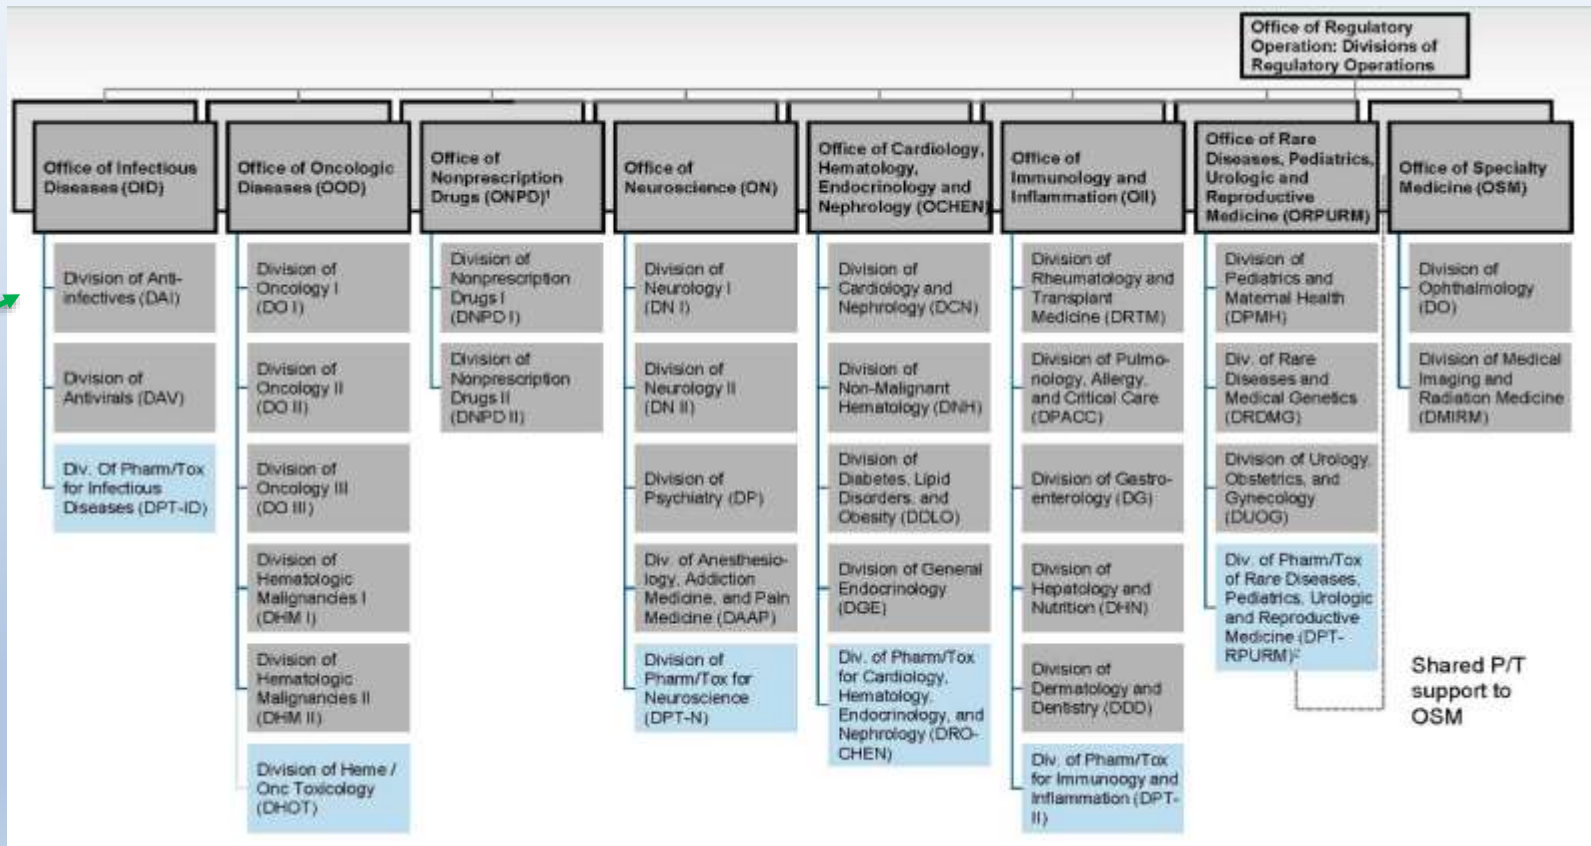 Office of Regulatory
Operation: Divisions of
Regulatory Operations
Office of Infectious
Diseases (OID)
Division of Anti-
infectives (DAI)
Division of
Antivirals (DAV)
Div. Of Pharm/Tox
for Infectious
Diseases (DPT-ID)
Office of Oncologic
Diseases (OOD)
Division of
Oncology I
(DO I)
Division of
Oncology II
(DO II)
Division of
Oncology III
(DO III)
Division of
Hematologic
Malignancies I
(DHM I)
Division of
Hematologic
Malignancies II
(DHM II)
Division of Heme /
Onc Toxicology
(DHOT)
Office of
Nonprescription
Drugs (ONPD)¹
Division of
Nonprescription
Drugs I
(DNPD I)
Division of
Nonprescription
Drugs II
(DNPD II)
Office of
Neuroscience (ON)
Division of
Neurology I
(DN I)
Division of
Neurology II
(DN II)
Division of
Psychiatry (DP)
Div. of Anesthesio-
logy, Addiction
Medicine, and Pain
Medicine (DAAP)
Division of
Pharm/Tox for
Neuroscience
(DPT-N)
Office of Cardiology,
Hematology,
Endocrinology and
Nephrology (OCHEN)
Division of
Cardiology and
Nephrology (DCN)
Division of
Non-Malignant
Hematology (DNH)
Division of
Diabetes, Lipid
Disorders, and
Obesity (DDLO)
Division of General
Endocrinology
(DGE)
Div. of Pharm/Tox
for Cardiology,
Hematology,
Endocrinology, and
Nephrology (DRO-
CHEN)
Office of
Immunology and
Inflammation (OII)
Division of
Rheumatology and
Transplant
Medicine (DRTM)
Division of Pulmo-
nology, Allergy,
and Critical Care
(DPACC)
Division of Gastro-
enterology (DG)
Division of
Hepatology and
Nutrition (DHN)
Division of
Dermatology and
Dentistry (DDD)
Div. of Pharm/Tox
for Immunoogy and
Inflammation (DPT-
II)
Office of Rare
Diseases, Pediatrics,
Urologic and
Reproductive
Medicine (ORPURM)
Division of
Pediatrics and
Maternal Health
(DPMH)
Div. of Rare
Diseases and
Medical Genetics
(DRDMG)
Division of Urology,
Obstetrics, and
Gynecology
(DUOG)
Div. of Pharm/Tox
of Rare Diseases,
Pediatrics, Urologic
and Reproductive
Medicine (DPT-
RPURM)²
Office of Specialty
Medicine (OSM)
Division of
Ophthalmology
(DO)
Division of Medical
Imaging and
Radiation Medicine
(DMIRM)
Shared P/T
support to
OSM